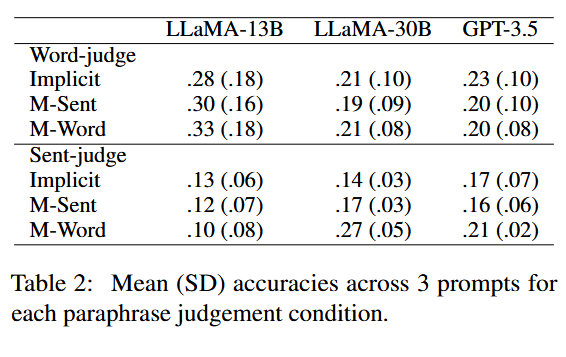 LLaMA-13B LLaMA-30B GPT-3.5
Word-judge
Implicit .28 (.18) .21 (.10) .23 (.10)
M-Sent .30 (.16) .19 (.09) .20 (.10)
M-Word .33 (.18) .21 (.08) .20 (.08)
Sent-judge
Implicit .13 (.06) .14 (.03) .17 (.07)
M-Sent .12 (.07) .17 (.03) .16 (.06)
M-Word .10 (.08) .27 (.05) .21 (.02)
Table 2: Mean (SD) accuracies across 3 prompts for
each paraphrase judgement condition.